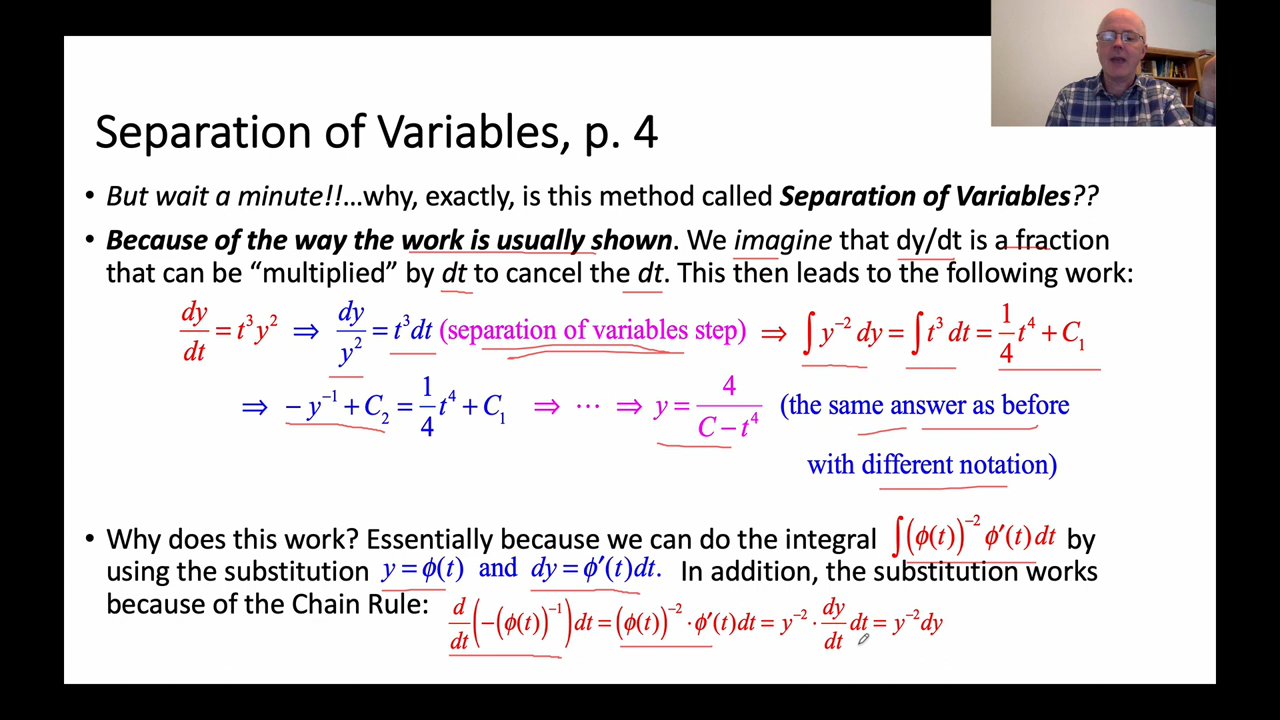 Separation of Variables, p. 4
• But wait a minute!!...why, exactly, is this method called Separation of Variables??
• Because of the way the work is usually shown. We imagine that dy/dt is a fraction
that can be “multiplied” by dt to cancel the dt. This then leads to the following work:
dy/dt = t³y² ⇒ dy/y² = t³dt (separation of variables step) ⇒ ∫ y⁻² dy = ∫ t³ dt = 1/4 t⁴ + C₁
⇒ −y⁻¹ + C₂ = 1/4 t⁴ + C₁ ⇒ ⋯ ⇒ y = 4/(C − t⁴) (the same answer as before
with different notation)
• Why does this work? Essentially because we can do the integral ∫(ϕ(t))⁻² ϕ′(t)dt by
using the substitution y = ϕ(t) and dy = ϕ′(t)dt. In addition, the substitution works
because of the Chain Rule: d/dt(−(ϕ(t))⁻¹)dt = (ϕ(t))⁻² · ϕ′(t)dt = y⁻² · dy/dt dt = y⁻²dy